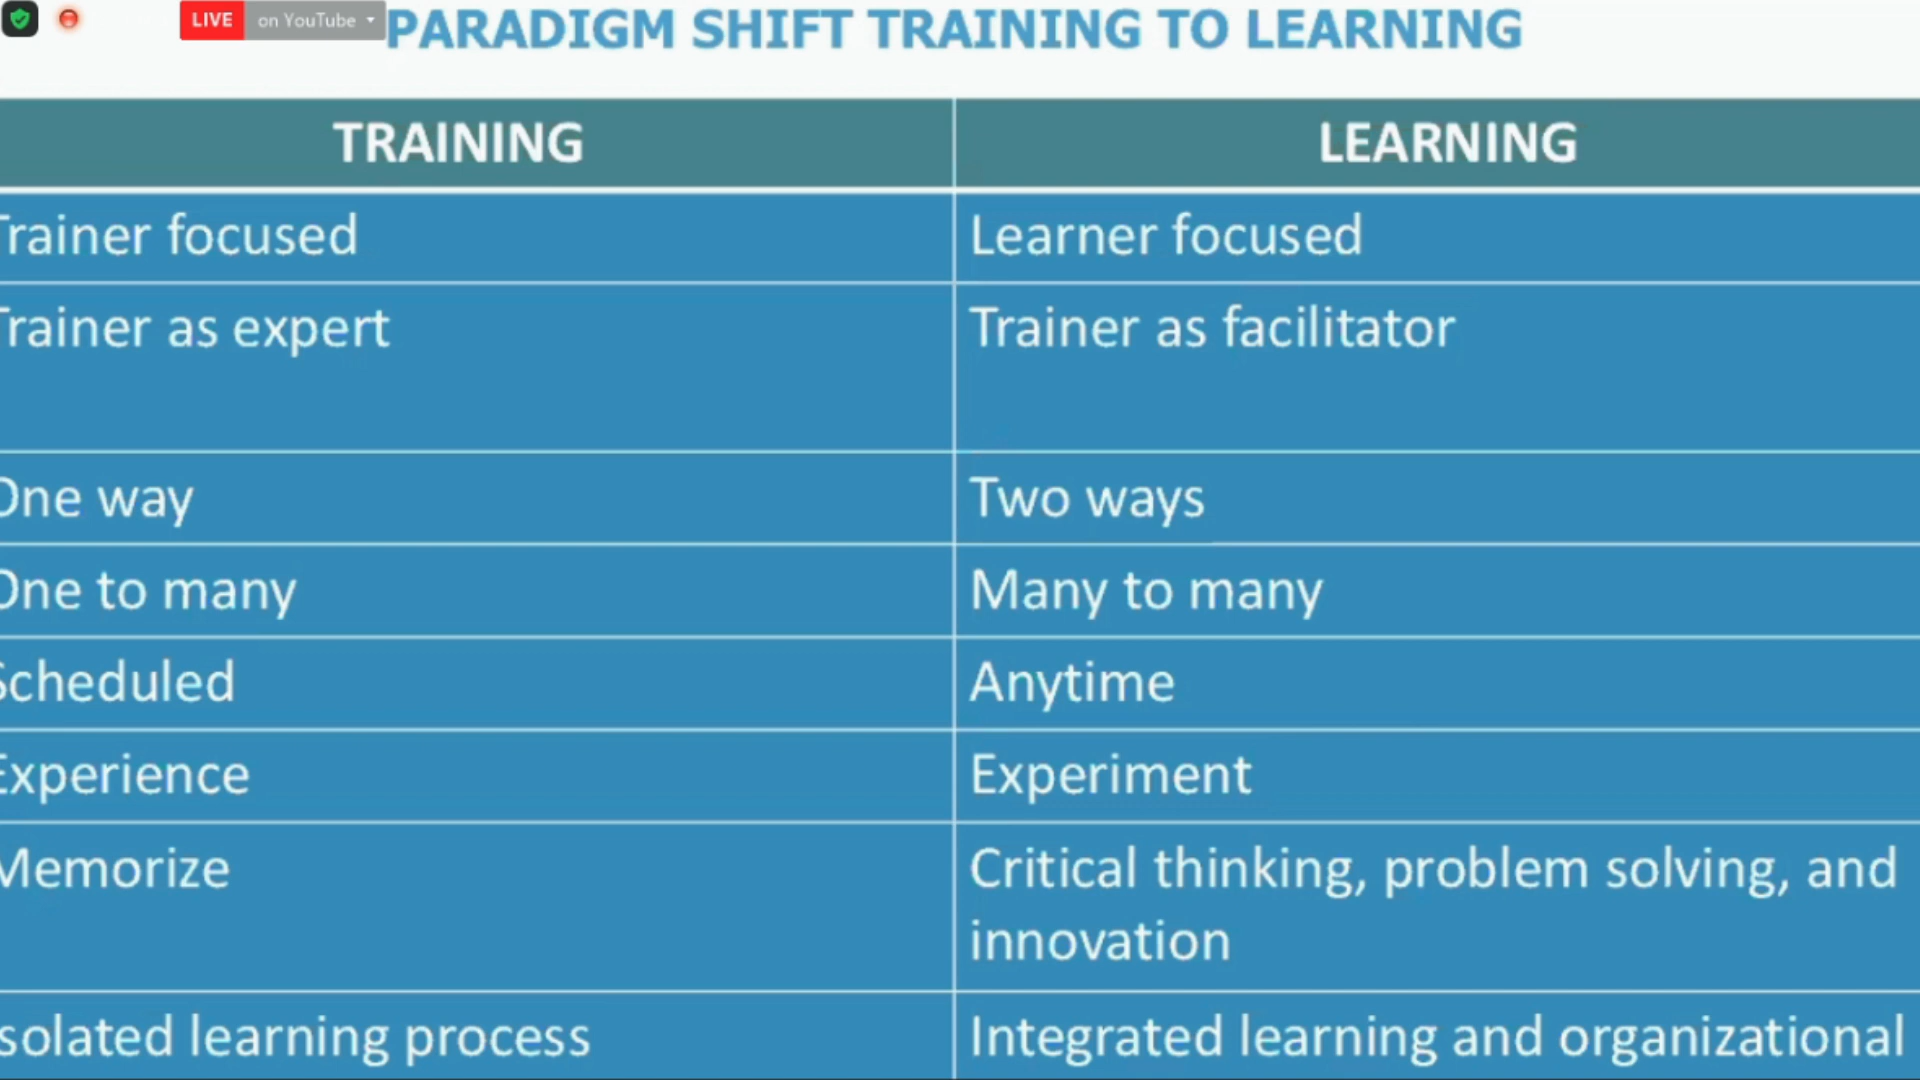 LIVE on YouTube
PARADIGM SHIFT TRAINING TO LEARNING
TRAINING LEARNING
Trainer focused Learner focused
Trainer as expert Trainer as facilitator
One way Two ways
One to many Many to many
Scheduled Anytime
Experience Experiment
Memorize Critical thinking, problem solving, and
innovation
solated learning process Integrated learning and organizational